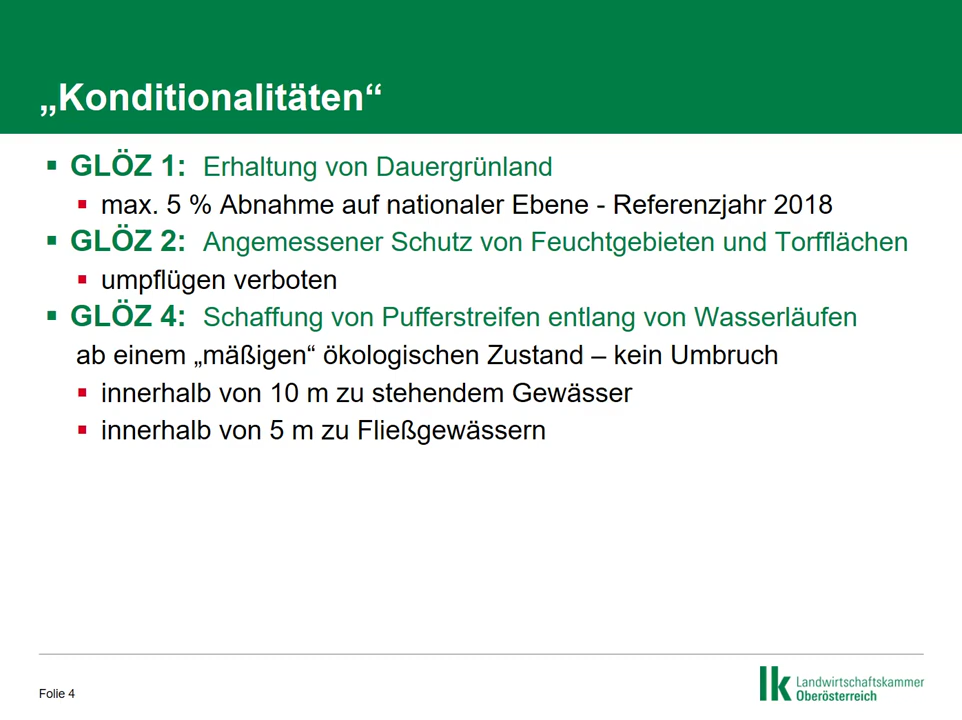 „Konditionalitäten“
▪ GLÖZ 1: Erhaltung von Dauergrünland
▪ max. 5 % Abnahme auf nationaler Ebene - Referenzjahr 2018
▪ GLÖZ 2: Angemessener Schutz von Feuchtgebieten und Torfflächen
▪ umpflügen verboten
▪ GLÖZ 4: Schaffung von Pufferstreifen entlang von Wasserläufen
ab einem „mäßigen“ ökologischen Zustand – kein Umbruch
▪ innerhalb von 10 m zu stehendem Gewässer
▪ innerhalb von 5 m zu Fließgewässern
Folie 4
lk Landwirtschaftskammer
Oberösterreich